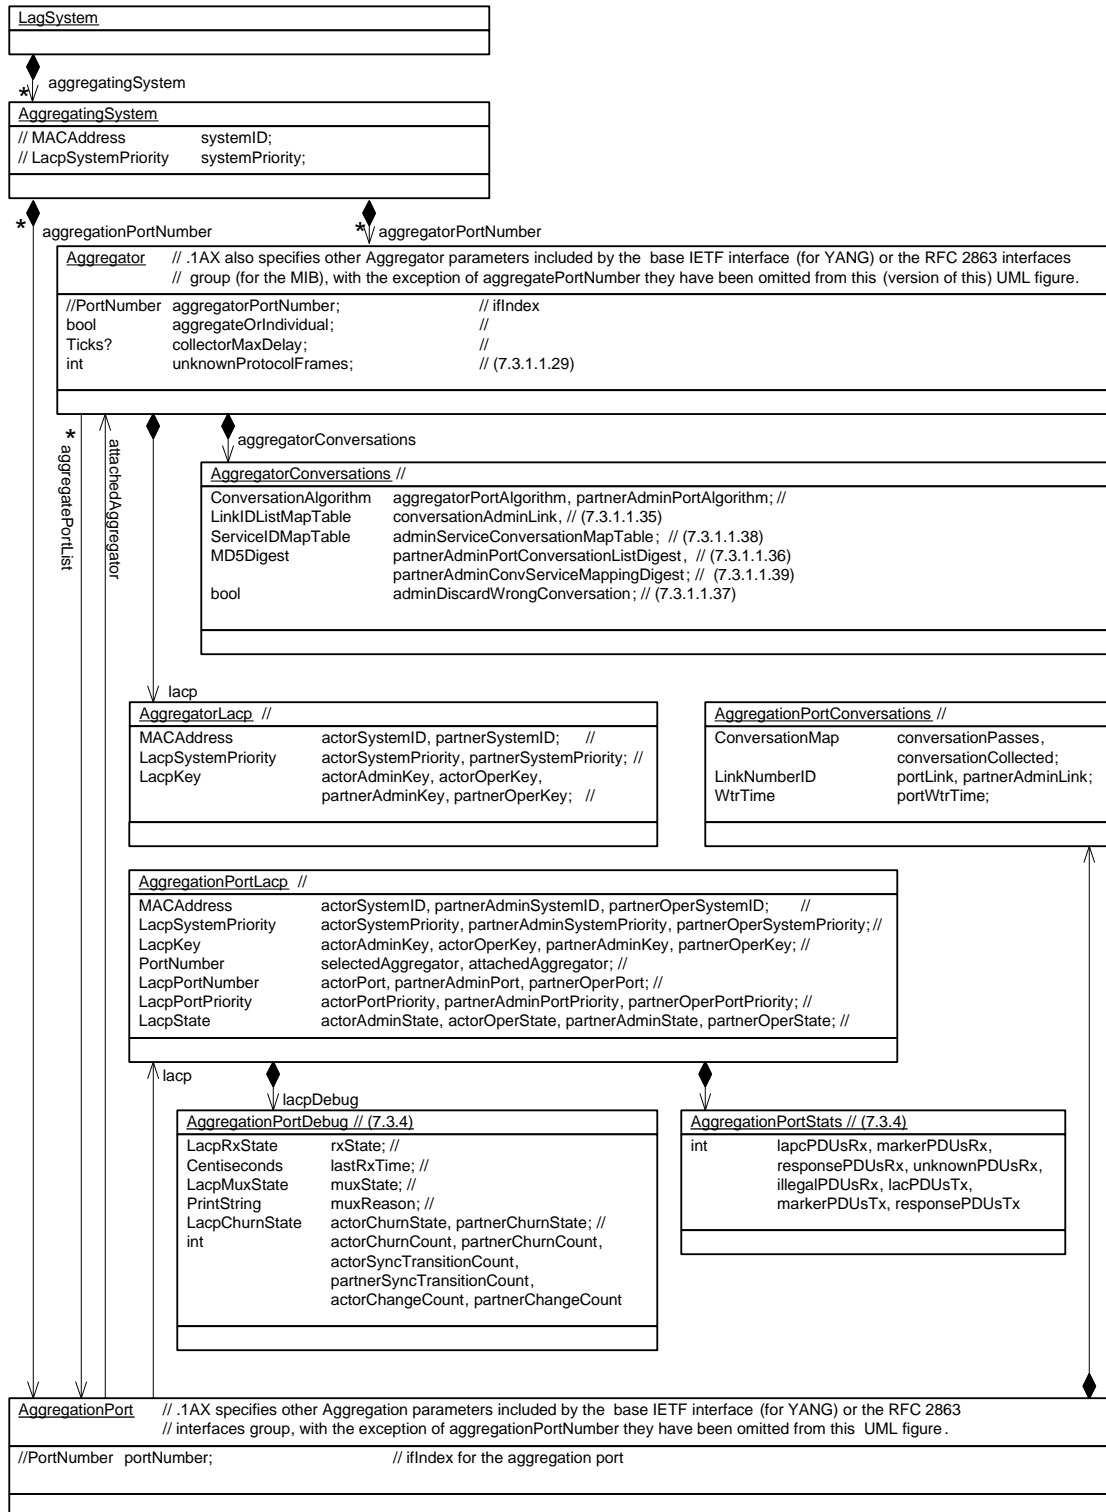 LagSystem
aggregatingSystem
*
AggregatingSystem
// MACAddress systemID;
// LacpSystemPriority systemPriority;
* aggregationPortNumber
* aggregatorPortNumber
Aggregator // .1AX also specifies other Aggregator parameters included by the base IETF interface (for YANG) or the RFC 2863 interfaces
// group (for the MIB), with the exception of aggregatePortNumber they have been omitted from this (version of this) UML figure.
//PortNumber aggregatorPortNumber; // ifIndex
bool aggregateOrIndividual; //
Ticks? collectorMaxDelay; //
int unknownProtocolFrames; // (7.3.1.1.29)
* aggregatePortList
attachedAggregator
aggregatorConversations
AggregatorConversations //
ConversationAlgorithm aggregatorPortAlgorithm, partnerAdminPortAlgorithm; //
LinkIDListMapTable conversationAdminLink, // (7.3.1.1.35)
ServiceIDMapTable adminServiceConversationMapTable; // (7.3.1.1.38)
MD5Digest partnerAdminPortConversationListDigest, // (7.3.1.1.36)
partnerAdminConvServiceMappingDigest; // (7.3.1.1.39)
bool adminDiscardWrongConversation; // (7.3.1.1.37)
lacp
AggregatorLacp //
MACAddress actorSystemID, partnerSystemID; //
LacpSystemPriority actorSystemPriority, partnerSystemPriority; //
LacpKey actorAdminKey, actorOperKey,
partnerAdminKey, partnerOperKey; //
AggregationPortConversations //
ConversationMap conversationPasses,
conversationCollected;
LinkNumberID portLink, partnerAdminLink;
WtrTime portWtrTime;
AggregationPortLacp //
MACAddress actorSystemID, partnerAdminSystemID, partnerOperSystemID; //
LacpSystemPriority actorSystemPriority, partnerAdminSystemPriority, partnerOperSystemPriority; //
LacpKey actorAdminKey, actorOperKey, partnerAdminKey, partnerOperKey; //
PortNumber selectedAggregator, attachedAggregator; //
LacpPortNumber actorPort, partnerAdminPort, partnerOperPort; //
LacpPortPriority actorPortPriority, partnerAdminPortPriority, partnerOperPortPriority; //
LacpState actorAdminState, actorOperState, partnerAdminState, partnerOperState; //
lacp
lacpDebug
AggregationPortDebug // (7.3.4)
LacpRxState rxState; //
Centiseconds lastRxTime; //
LacpMuxState muxState; //
PrintString muxReason; //
LacpChurnState actorChurnState, partnerChurnState; //
int actorChurnCount, partnerChurnCount,
actorSyncTransitionCount,
partnerSyncTransitionCount,
actorChangeCount, partnerChangeCount
AggregationPortStats // (7.3.4)
int lapcPDUsRx, markerPDUsRx,
responsePDUsRx, unknownPDUsRx,
illegalPDUsRx, lacPDUsTx,
markerPDUsTx, responsePDUsTx
AggregationPort // .1AX specifies other Aggregation parameters included by the base IETF interface (for YANG) or the RFC 2863
// interfaces group, with the exception of aggregationPortNumber they have been omitted from this UML figure.
//PortNumber portNumber; // ifIndex for the aggregation port